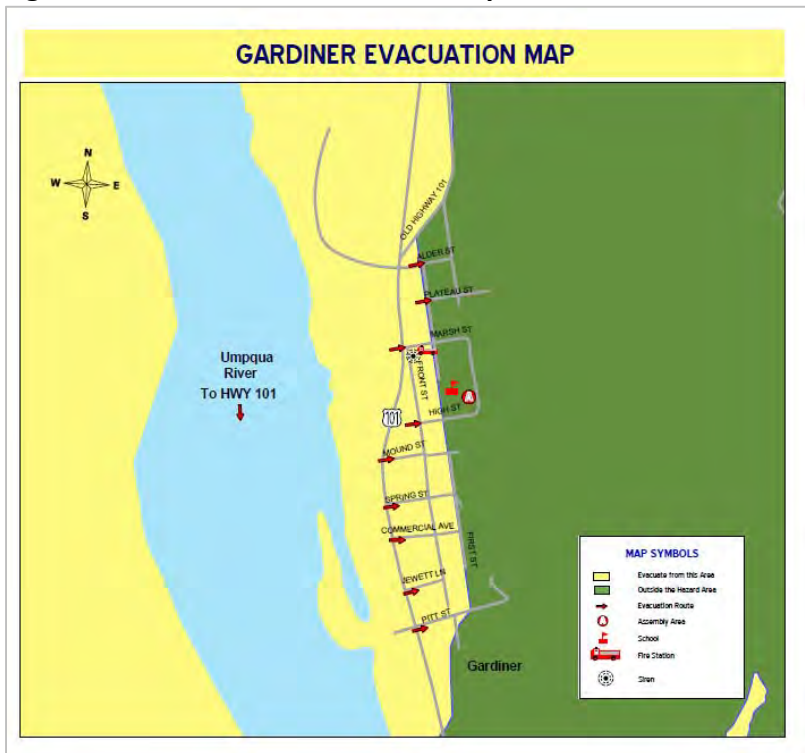 GARDINER EVACUATION MAP
N
W
E
S
OLD HIGHWAY 101
ALDER ST
PLATEAU ST
MARSH ST
Umpqua
River
To HWY 101
FRONT ST
A
101
HIGH ST
MOUND ST
SPRING ST
COMMERCIAL AVE
FIRST ST
JEWETT LN
PITT ST
Gardiner
MAP SYMBOLS
Evacuate from this Area
Outside the Hazard Area
Evacuation Route
A
Assembly Area
School
Fire Station
Siren